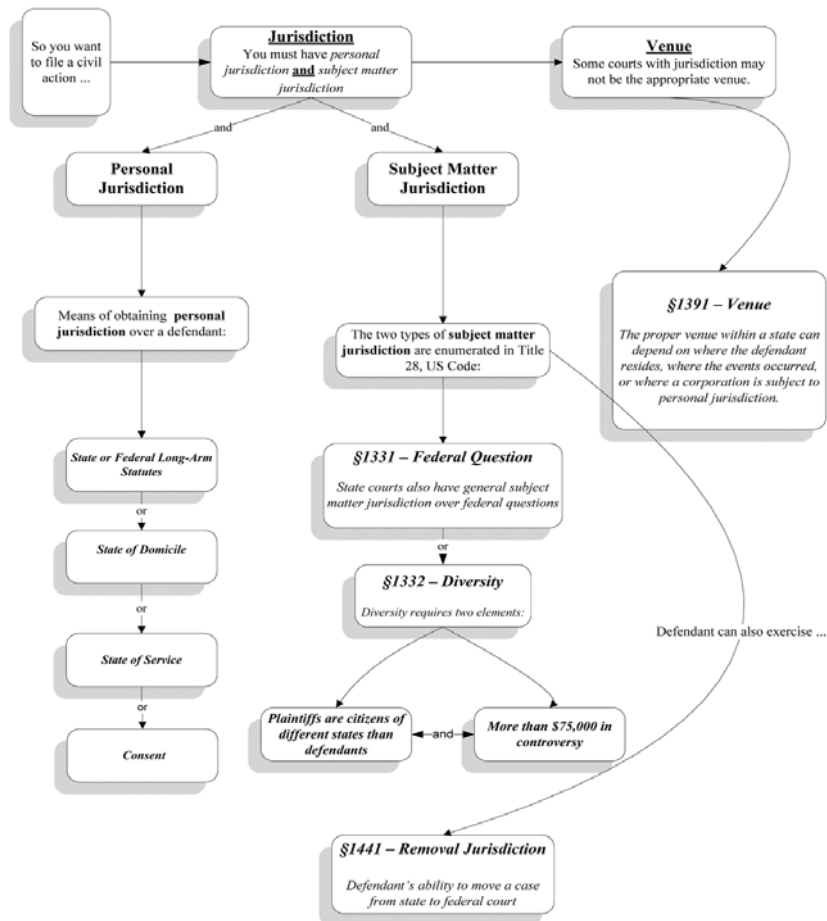 So you want
to file a civil
action ...
Jurisdiction
You must have personal
jurisdiction and subject matter
jurisdiction
Venue
Some courts with jurisdiction may
not be the appropriate venue.
and
and
Personal
Jurisdiction
Subject Matter
Jurisdiction
Means of obtaining personal
jurisdiction over a defendant:
The two types of subject matter
jurisdiction are enumerated in Title
28, US Code:
§1391 – Venue
The proper venue within a state can
depend on where the defendant
resides, where the events occurred,
or where a corporation is subject to
personal jurisdiction.
State or Federal Long-Arm
Statutes
or
State of Domicile
or
State of Service
or
Consent
§1331 – Federal Question
State courts also have general subject
matter jurisdiction over federal questions
or
§1332 – Diversity
Diversity requires two elements:
Plaintiffs are citizens of
different states than
defendants
and
More than $75,000 in
controversy
Defendant can also exercise ...
§1441 – Removal Jurisdiction
Defendant's ability to move a case
from state to federal court